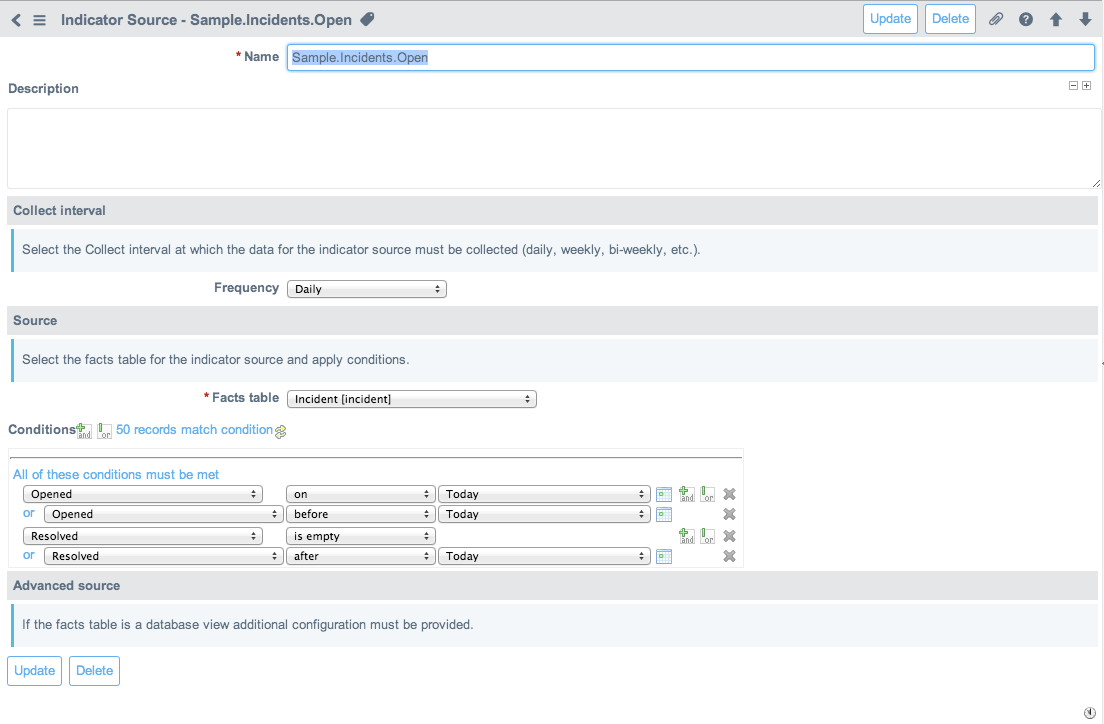 Indicator Source - Sample.Incidents.Open
Update Delete
* Name Sample.Incidents.Open
Description
Collect interval
Select the Collect interval at which the data for the indicator source must be collected (daily, weekly, bi-weekly, etc.).
Frequency Daily
Source
Select the facts table for the indicator source and apply conditions.
* Facts table Incident [incident]
Conditions and or 50 records match condition
All of these conditions must be met
Opened on Today and or
or Opened before Today
Resolved is empty and or
or Resolved after Today
Advanced source
If the facts table is a database view additional configuration must be provided.
Update Delete